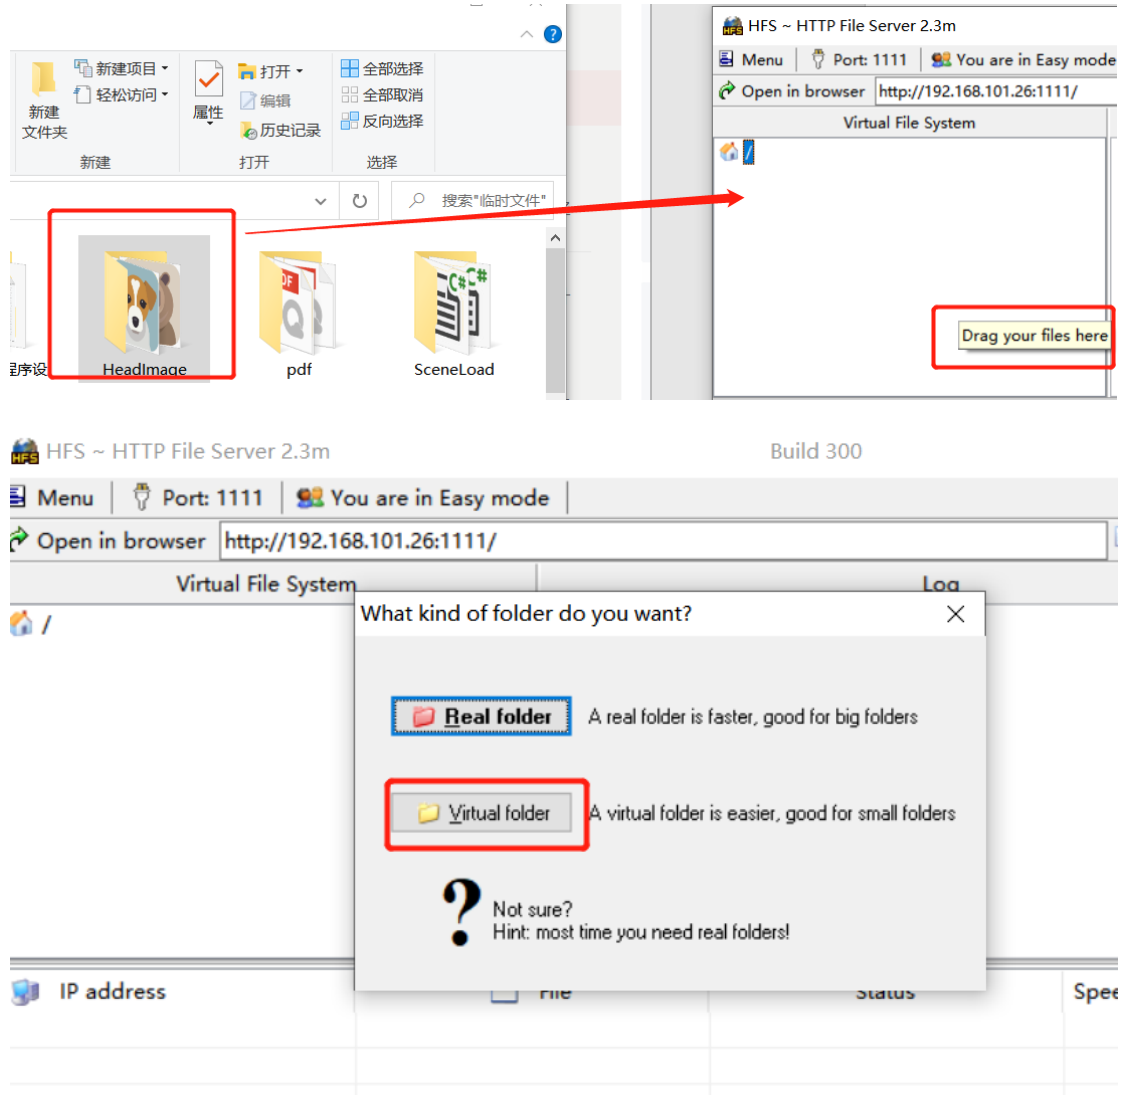 新建项目
轻松访问
新建
文件夹
新建
属性
打开
编辑
历史记录
打开
全部选择
全部取消
反向选择
选择
搜索"临时文件"
程序设
HeadImage
pdf
SceneLoad
HFS ~ HTTP File Server 2.3m
Menu
Port: 1111
You are in Easy mode
Open in browser
http://192.168.101.26:1111/
Virtual File System
/
Drag your files here
HFS ~ HTTP File Server 2.3m
Build 300
Menu
Port: 1111
You are in Easy mode
Open in browser
http://192.168.101.26:1111/
Virtual File System
Log
/
What kind of folder do you want?
Real folder
A real folder is faster, good for big folders
Virtual folder
A virtual folder is easier, good for small folders
Not sure?
Hint: most time you need real folders!
IP address
File
Status
Spee